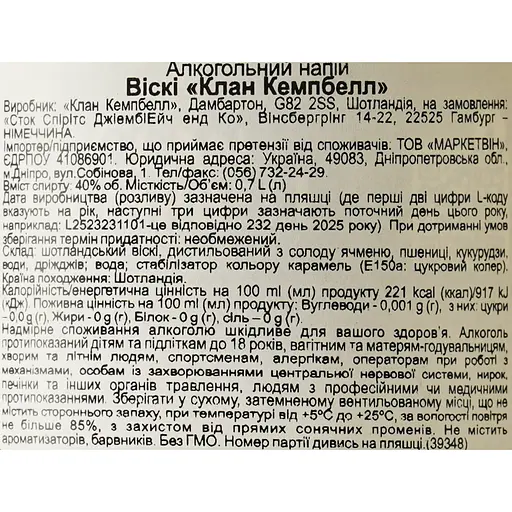 Алкогольний напій
Віскі «Клан Кемпбелл»
Виробник: «Клан Кемпбелл», Дамбартон, G82 2SS, Шотландія, на замовлення:
«Сток Спірітс ДжіембіЕйч енд Ко», Вінсбергрінг 14-22, 22525 Гамбург -
НІМЕЧЧИНА.
Імпортер/підприємство, що приймає претензії від споживачів. ТОВ «МАРКЕТВІН»,
ЄДРПОУ 41086901. Юридична адреса: Україна, 49083, Дніпропетровська обл.,
м.Дніпро, вул.Собінова, 1. Тел/факс: (056) 732-24-29.
Вміст спирту: 40% об. Місткість/Об'єм: 0,7 L (л)
Дата виробництва (розливу) зазначена на пляшці (де перші дві цифри L-коду
вказують на рік, наступні три цифри зазначають поточний день цього року,
наприклад: L2523231101-це відповідно 232 день 2025 року) При дотриманні умов
зберігання термін придатності: необмежений.
Склад: шотландський віскі, дистильований з солоду ячменю, пшениці, кукурудзи,
води, дріжджів; вода; стабілізатор кольору карамель (Е150а: цукровий колер).
Країна походження: Шотландія.
Калорійність/енергетична цінність на 100 ml (мл) продукту 221 kcal (ккал)/917 kJ
(кДж). Поживна цінність на 100 ml (мл) продукту: Вуглеводи - 0,001 g (г), з них: цукри
– 0,0 g (г), Жири - 0 g (г), Білок - 0 g (г), сіль – 0 g (г).
Надмірне споживання алкоголю шкідливе для вашого здоров'я. Алкоголь
протипоказаний дітям та підліткам до 18 років, вагітним та матерям-годувальницям,
хворим та літнім людям, спортсменам, алергікам, операторам при роботі з
механізмами, особам із захворюваннями центральної нервової системи, нирок,
печінки та інших органів травлення, людям з професійними чи медичними
протипоказаннями. Зберігати у сухому, затемненому вентильованому місці, що не
містить стороннього запаху, при температурі від +5°C до +25°C, за вологості повітря
не більше 85%, з захистом від прямих сонячних променів. Не містить
ароматизаторів, барвників. Без ГМО. Номер партії дивись на пляшці.(39348)